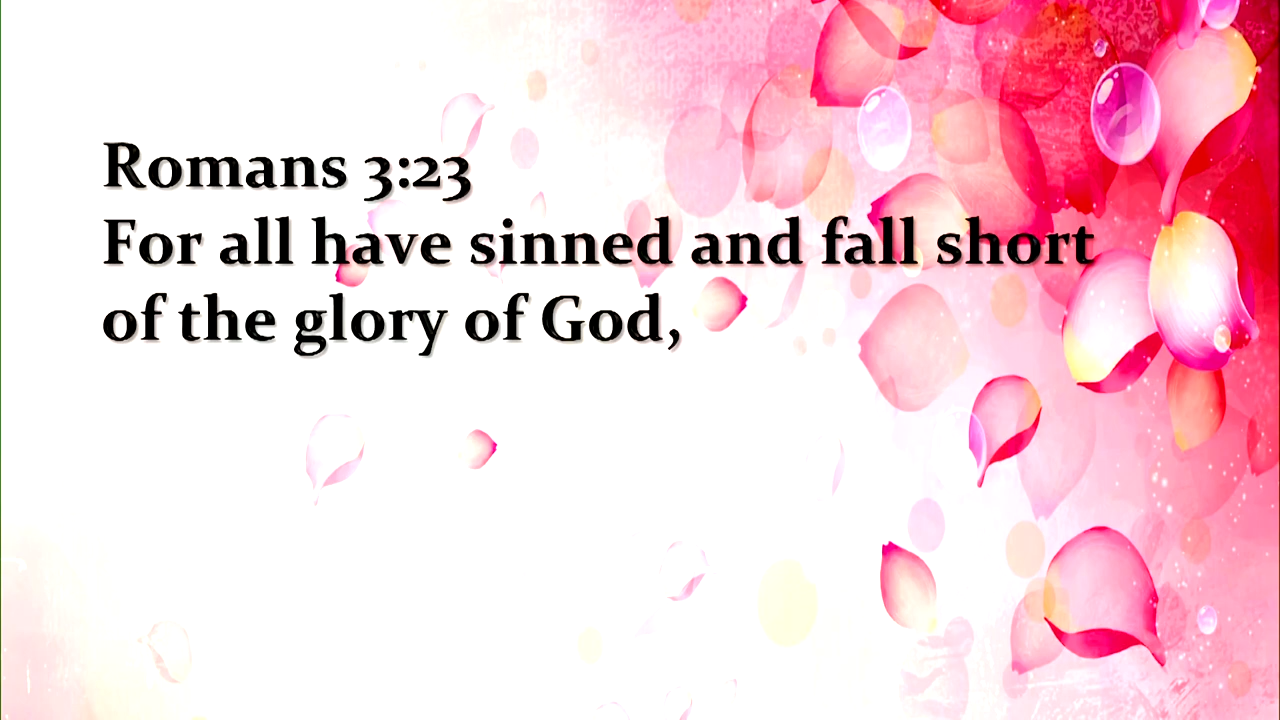 Romans 3:23
For all have sinned and fall short
of the glory of God,